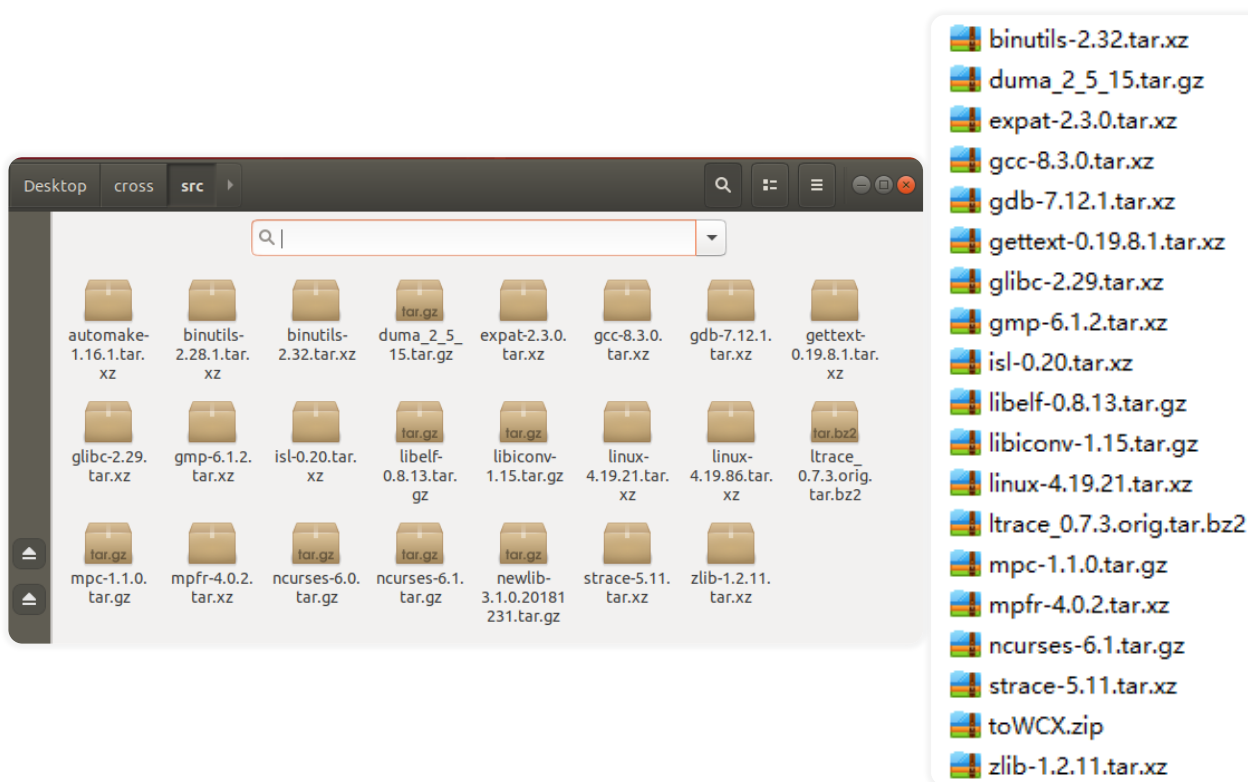 Desktop cross src
automake-
1.16.1.tar.
xz
binutils-
2.28.1.tar.
xz
binutils-
2.32.tar.xz
tar.gz
duma_2_5_
15.tar.gz
expat-2.3.0.
tar.xz
gcc-8.3.0.
tar.xz
gdb-7.12.1.
tar.xz
gettext-
0.19.8.1.tar.
xz
glibc-2.29.
tar.xz
gmp-6.1.2.
tar.xz
isl-0.20.tar.
xz
tar.gz
libelf-
0.8.13.tar.
gz
tar.gz
libiconv-
1.15.tar.gz
linux-
4.19.21.tar.
xz
linux-
4.19.86.tar.
xz
tar.bz2
ltrace_
0.7.3.orig.
tar.bz2
tar.gz
mpc-1.1.0.
tar.gz
mpfr-4.0.2.
tar.xz
tar.gz
ncurses-6.0.
tar.gz
tar.gz
ncurses-6.1.
tar.gz
tar.gz
newlib-
3.1.0.20181
231.tar.gz
strace-5.11.
tar.xz
zlib-1.2.11.
tar.xz
binutils-2.32.tar.xz
duma_2_5_15.tar.gz
expat-2.3.0.tar.xz
gcc-8.3.0.tar.xz
gdb-7.12.1.tar.xz
gettext-0.19.8.1.tar.xz
glibc-2.29.tar.xz
gmp-6.1.2.tar.xz
isl-0.20.tar.xz
libelf-0.8.13.tar.gz
libiconv-1.15.tar.gz
linux-4.19.21.tar.xz
ltrace_0.7.3.orig.tar.bz2
mpc-1.1.0.tar.gz
mpfr-4.0.2.tar.xz
ncurses-6.1.tar.gz
strace-5.11.tar.xz
toWCX.zip
zlib-1.2.11.tar.xz